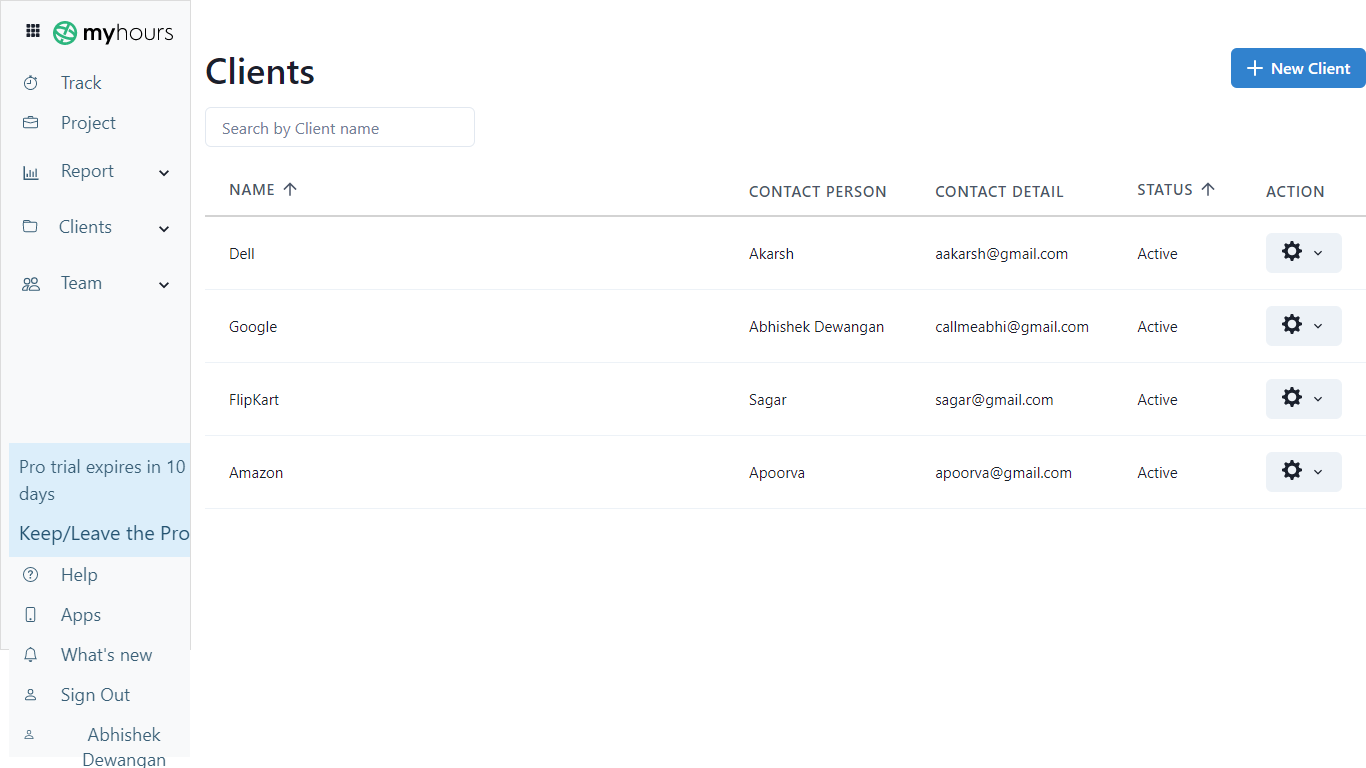 myhours
Track
Project
Report
Clients
Team
Pro trial expires in 10
days
Keep/Leave the Pro
Help
Apps
What's new
Sign Out
Abhishek
Dewangan
Clients
New Client
Search by Client name
NAME CONTACT PERSON CONTACT DETAIL STATUS ACTION
Dell Akarsh aakarsh@gmail.com Active
Google Abhishek Dewangan callmeabhi@gmail.com Active
FlipKart Sagar sagar@gmail.com Active
Amazon Apoorva apoorva@gmail.com Active